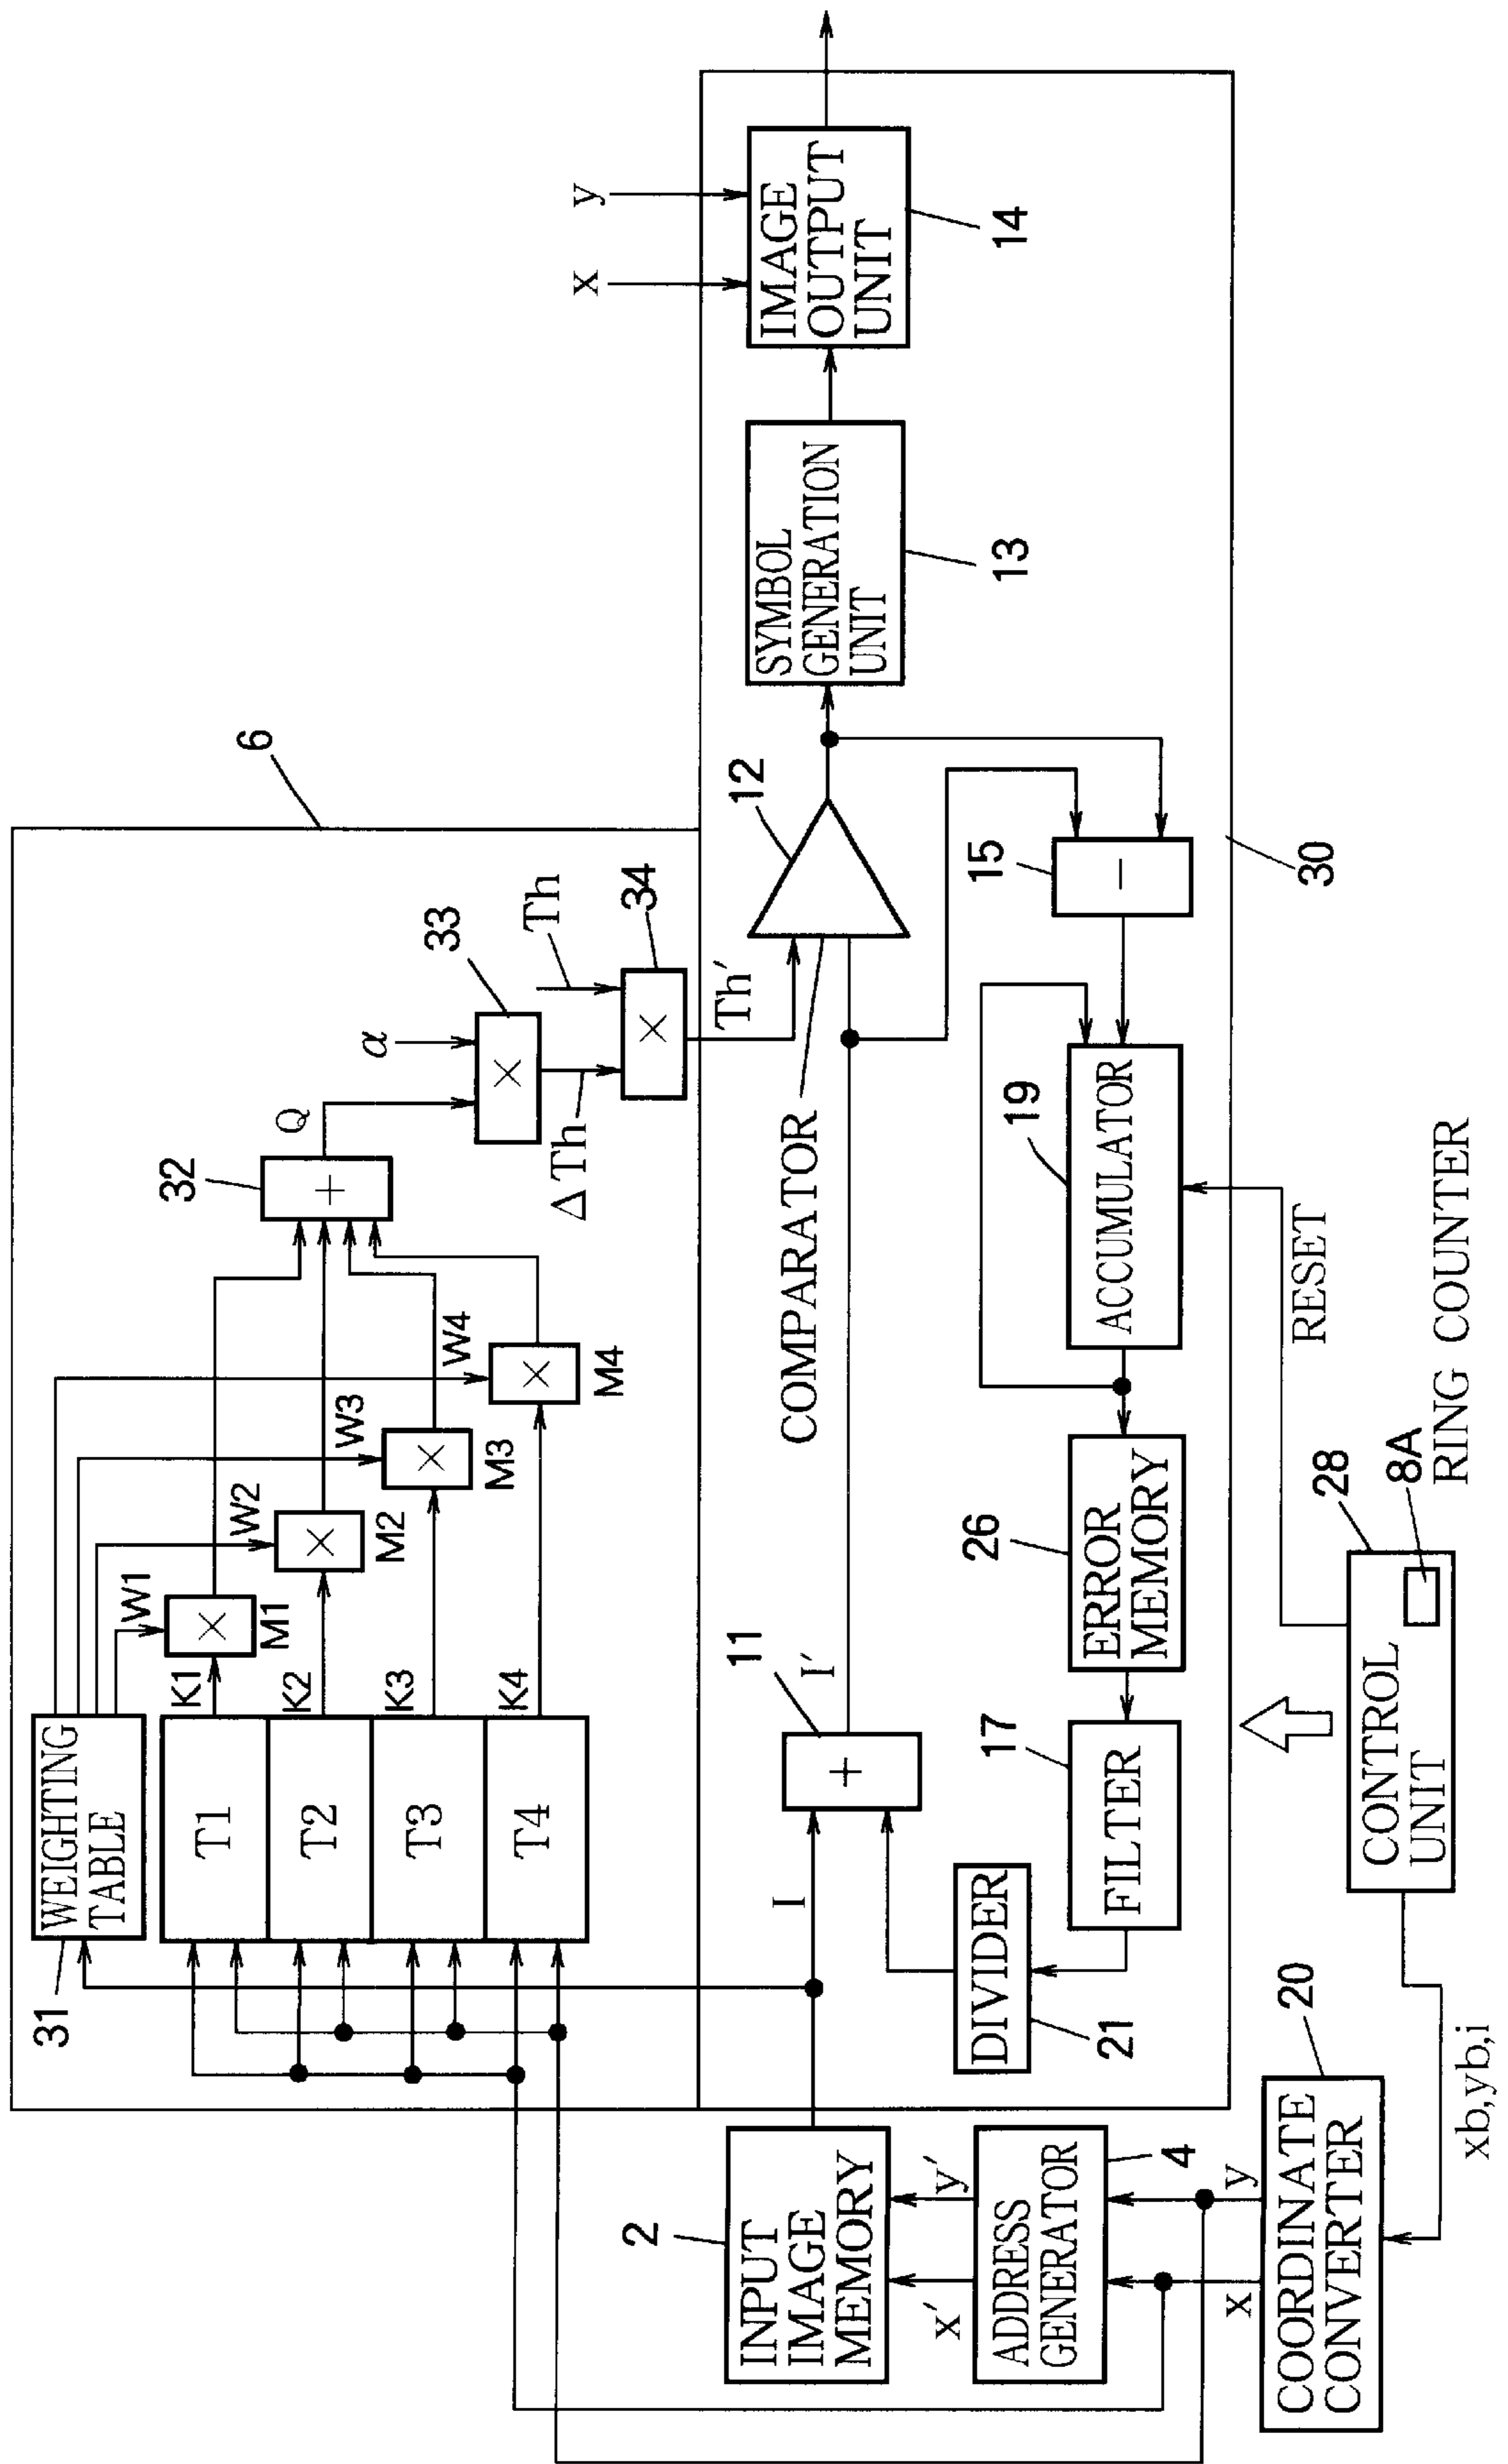 6
31
WEIGHTING
TABLE
T1
T2
T3
T4
K1
K2
K3
K4
W1
W2
W3
W4
×
M1
×
M2
×
M3
×
M4
32
+
Q
α
33
×
ΔTh
Th
34
×
Th′
COMPARATOR
12
x
y
SYMBOL
GENERATION
UNIT
13
IMAGE
OUTPUT
UNIT
14
2
INPUT
IMAGE
MEMORY
I
11
+
I′
x′
y′
ADDRESS
GENERATOR
4
DIVIDER
21
17
FILTER
26
ERROR
MEMORY
19
ACCUMULATOR
15
−
30
x
y
20
COORDINATE
CONVERTER
xb,yb,i
CONTROL
UNIT
28
8A
RING COUNTER
RESET